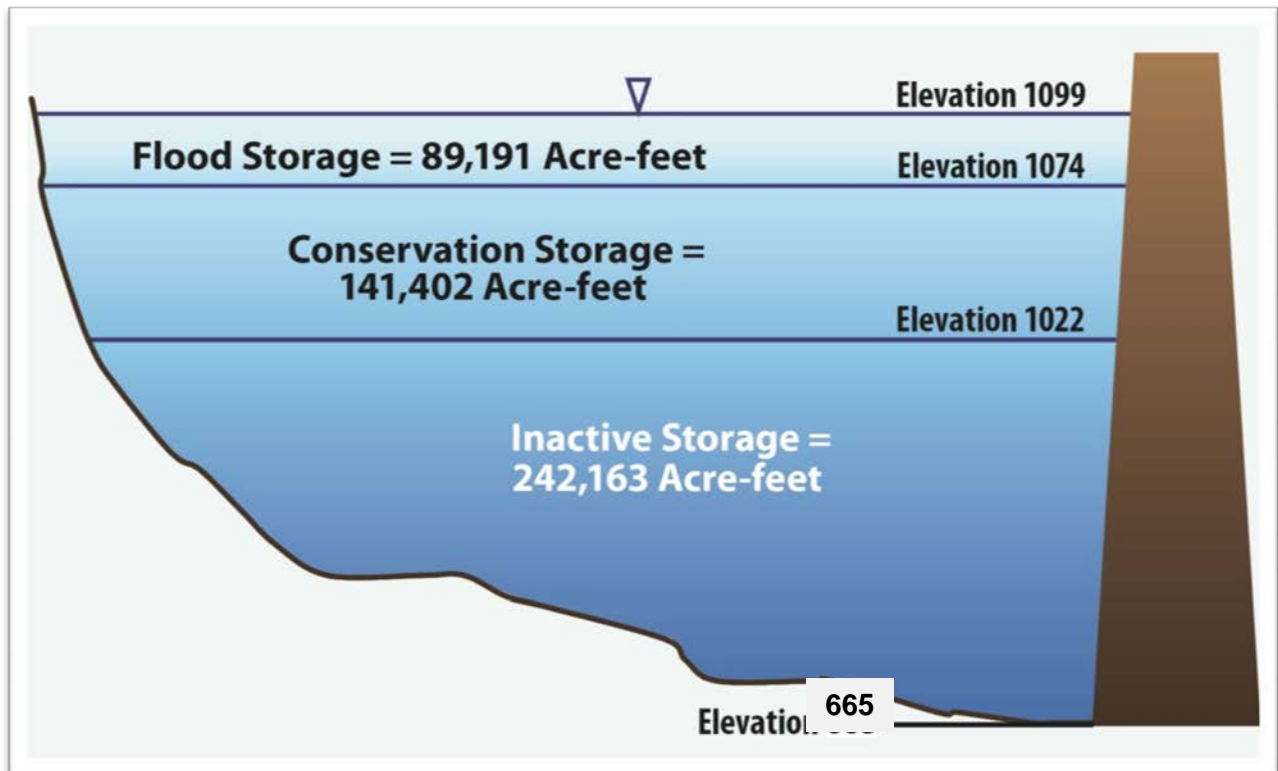 Elevation 1099
Flood Storage = 89,191 Acre-feet
Elevation 1074
Conservation Storage =
141,402 Acre-feet
Elevation 1022
Inactive Storage =
242,163 Acre-feet
Elevation 665